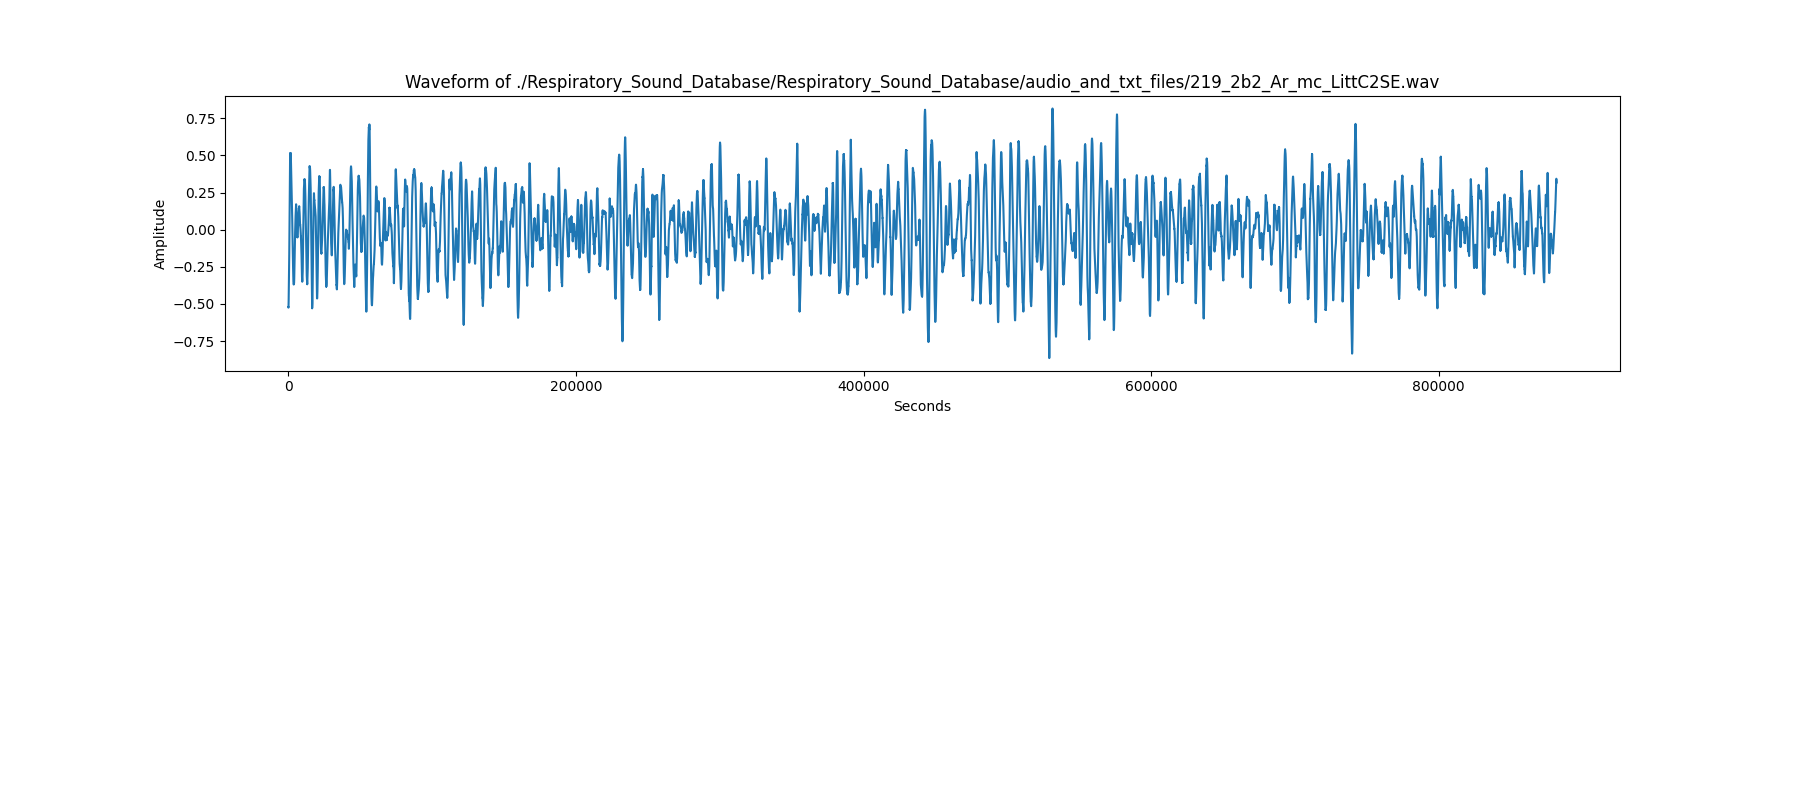 Waveform of ./Respiratory_Sound_Database/Respiratory_Sound_Database/audio_and_txt_files/219_2b2_Ar_mc_LittC2SE.wav
0.75
0.50
0.25
0.00
−0.25
−0.50
−0.75
Amplitude
0 200000 400000 600000 800000
Seconds